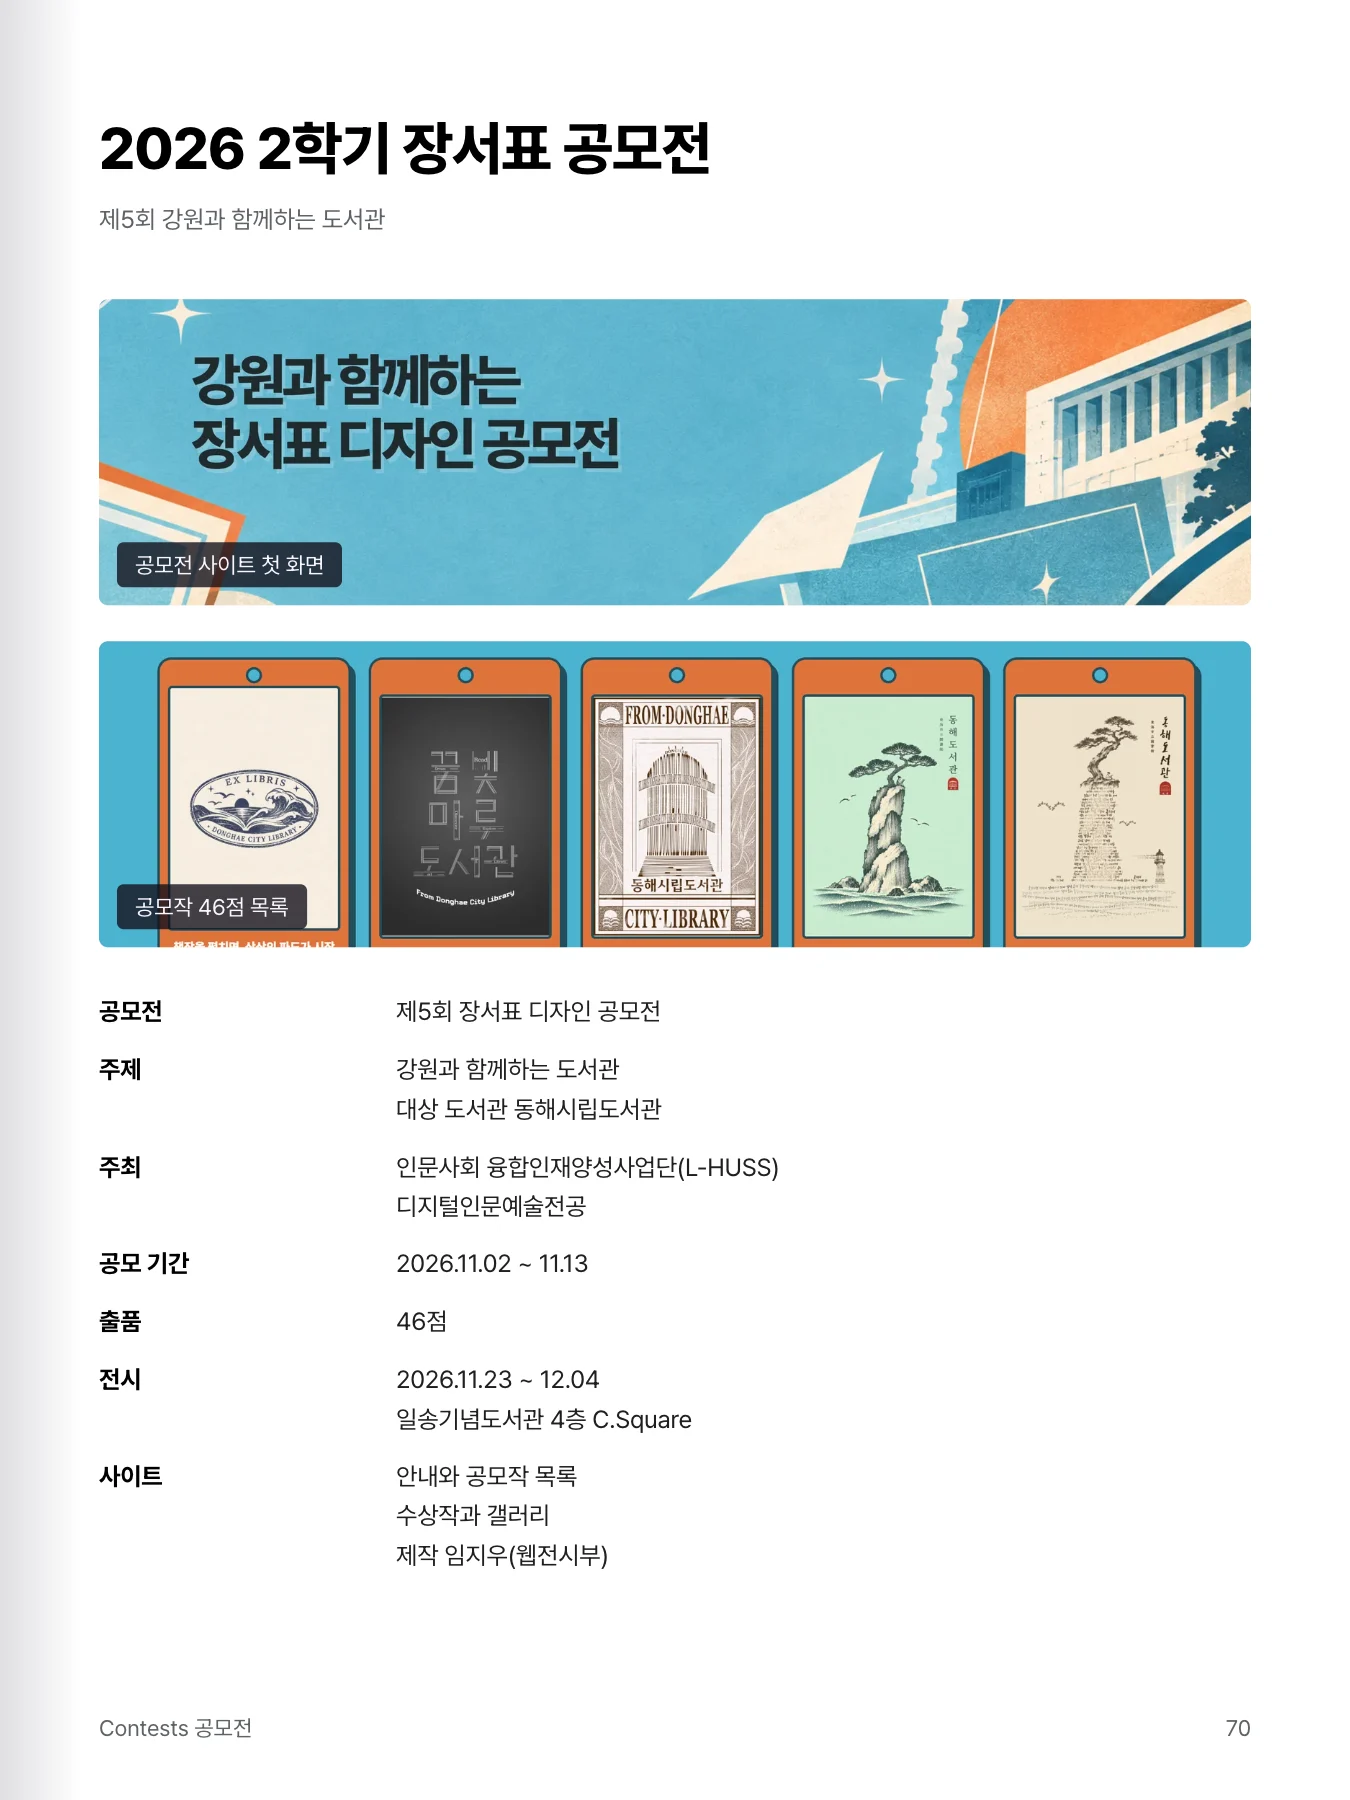 2026 2학기 장서표 공모전
제5회 강원과 함께하는 도서관
강원과 함께하는
장서표 디자인 공모전
공모전 사이트 첫 화면
EX LIBRIS
DONGHAE CITY LIBRARY
공모작 46점 목록
Read
꿈빛
마루
도서관
From Donghae City Library
FROM·DONGHAE
동해시립도서관
CITY·LIBRARY
동해도서관
동해도서관
공모전
제5회 장서표 디자인 공모전
주제
강원과 함께하는 도서관
대상 도서관 동해시립도서관
주최
인문사회 융합인재양성사업단(L-HUSS)
디지털인문예술전공
공모 기간
2026.11.02 ~ 11.13
출품
46점
전시
2026.11.23 ~ 12.04
일송기념도서관 4층 C.Square
사이트
안내와 공모작 목록
수상작과 갤러리
제작 임지우(웹전시부)
Contests 공모전
70